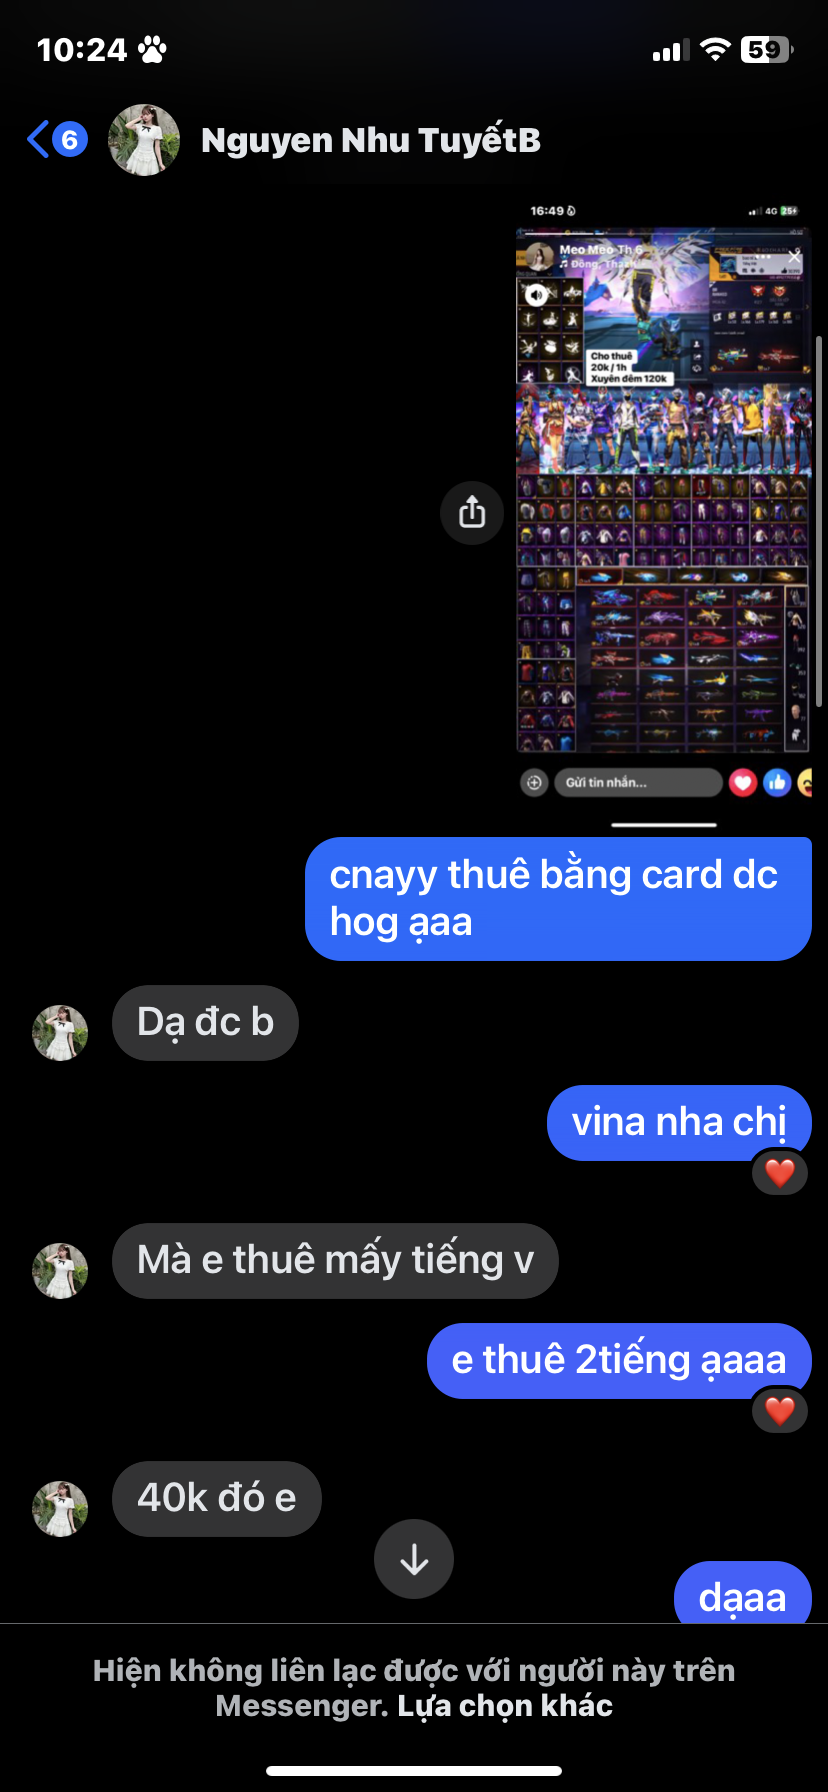 10:24
59
6
Nguyen Nhu TuyếtB
16:49
4G 25
Meo Meo Th 6
Cho thuê
20k / 1h
Xuyên đêm 120k
Gửi tin nhắn...
cnayy thuê bằng card dc
hog ạaa
Dạ đc b
vina nha chị
Mà e thuê mấy tiếng v
e thuê 2tiếng ạaaa
40k đó e
dạaa
Hiện không liên lạc được với người này trên
Messenger. Lựa chọn khác